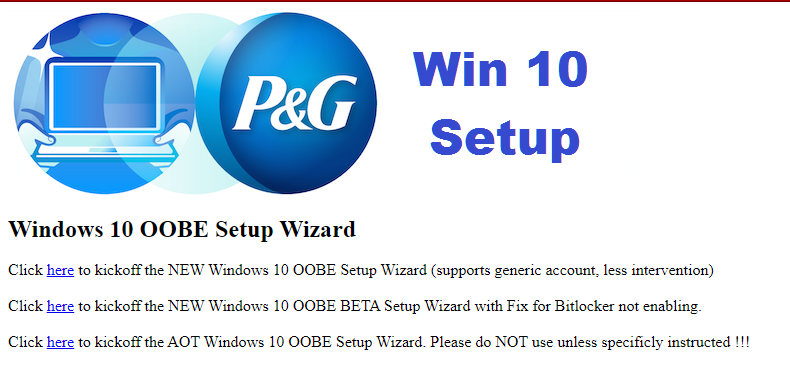 P&G
Win 10
Setup
Windows 10 OOBE Setup Wizard
Click here to kickoff the NEW Windows 10 OOBE Setup Wizard (supports generic account, less intervention)
Click here to kickoff the NEW Windows 10 OOBE BETA Setup Wizard with Fix for Bitlocker not enabling.
Click here to kickoff the AOT Windows 10 OOBE Setup Wizard. Please do NOT use unless specificly instructed !!!